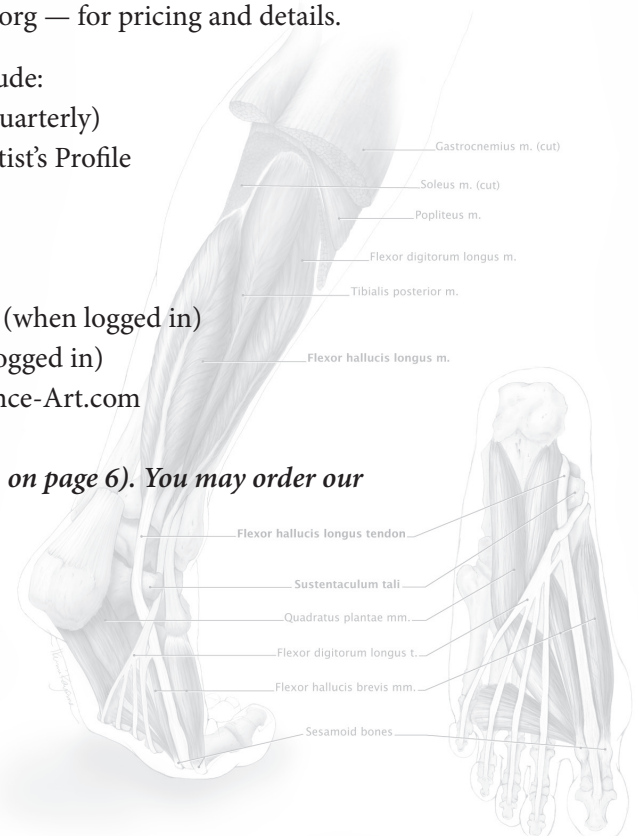 org — for pricing and details.
ude:
uarterly)
tist’s Profile
Gastrocnemius m. (cut)
Soleus m. (cut)
Popliteus m.
Flexor digitorum longus m.
Tibialis posterior m.
(when logged in)
ogged in)
Flexor hallucis longus m.
nce-Art.com
on page 6). You may order our
Flexor hallucis longus tendon
Sustentaculum tali
Quadratus plantae mm.
Flexor digitorum longus t.
Flexor hallucis brevis mm.
Sesamoid bones